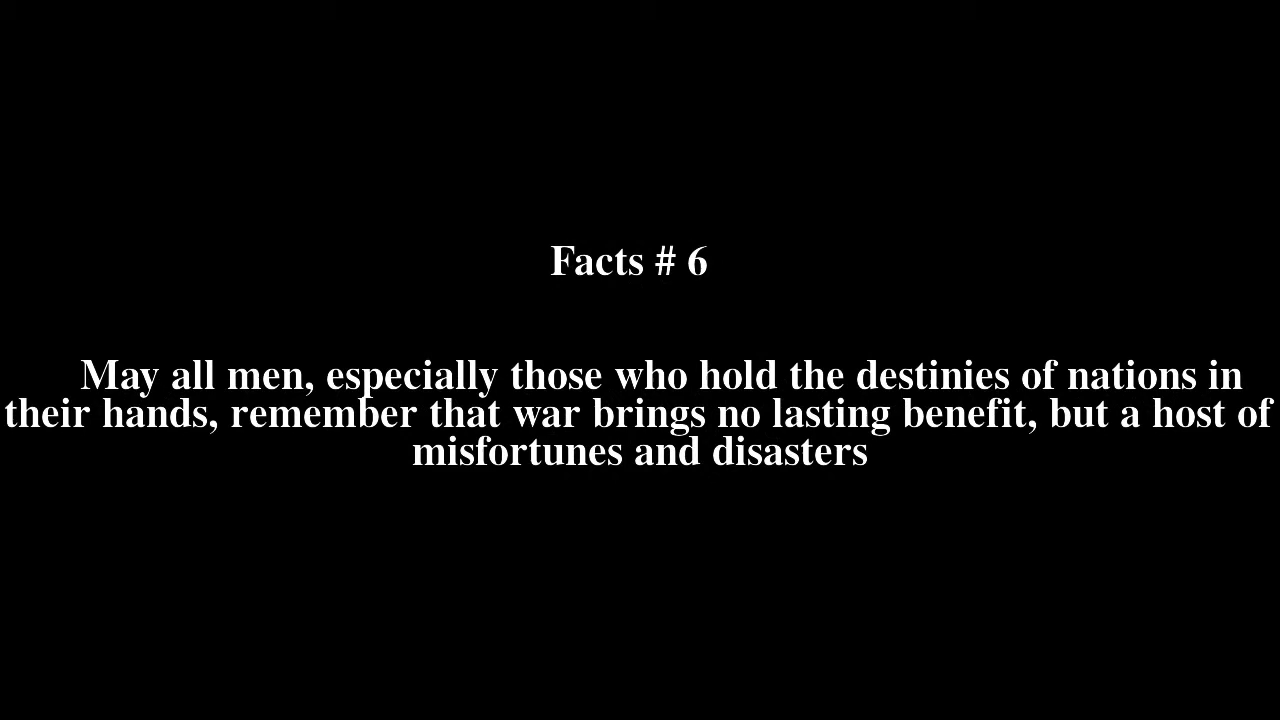 Facts # 6
May all men, especially those who hold the destinies of nations in
their hands, remember that war brings no lasting benefit, but a host of
misfortunes and disasters